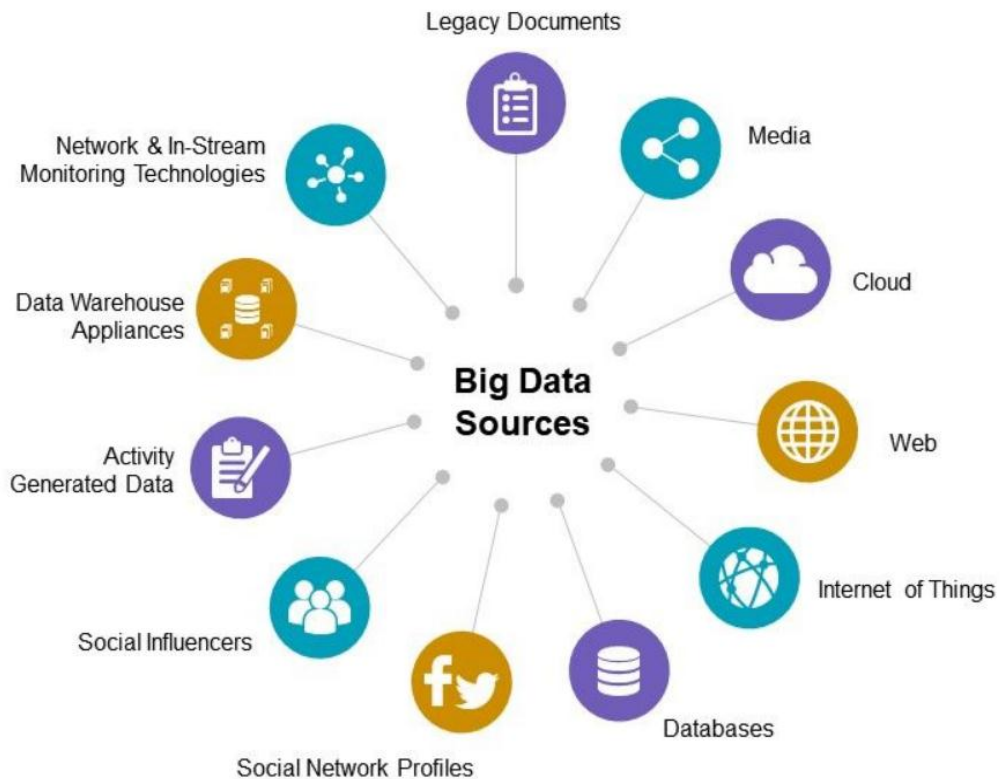 Legacy Documents
Media
Cloud
Web
Internet of Things
Databases
Social Network Profiles
Social Influencers
Activity
Generated Data
Data Warehouse
Appliances
Network & In-Stream
Monitoring Technologies
Big Data
Sources